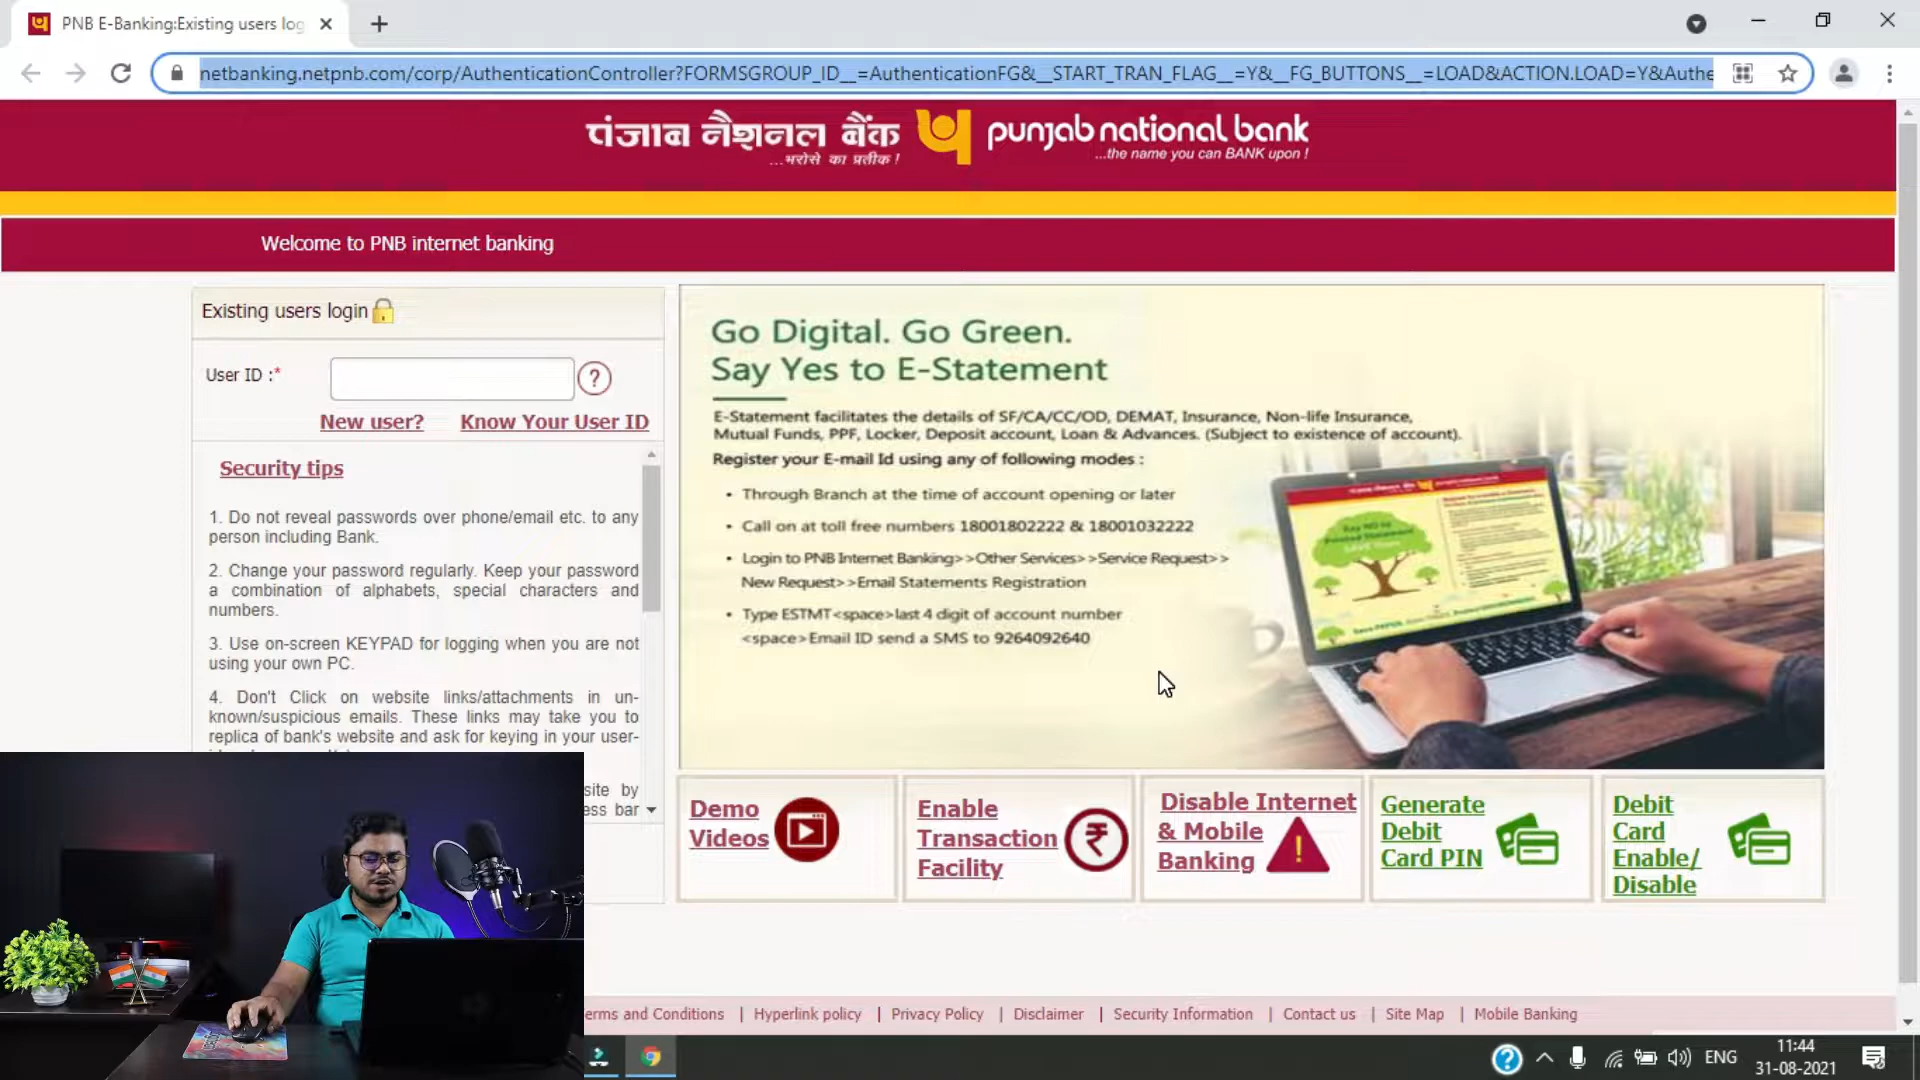 PNB E-Banking:Existing users log
netbanking.netpnb.com/corp/AuthenticationController?FORMSGROUP_ID__=AuthenticationFG&__START_TRAN_FLAG__=Y&__FG_BUTTONS__=LOAD&ACTION.LOAD=Y&Authe
पंजाब नैशनल बैंक
...भरोसे का प्रतीक !
punjab national bank
...the name you can BANK upon !
Welcome to PNB internet banking
Existing users login
User ID :*
?
New user? Know Your User ID
Security tips
1. Do not reveal passwords over phone/email etc. to any
person including Bank.
2. Change your password regularly. Keep your password
a combination of alphabets, special characters and
numbers.
3. Use on-screen KEYPAD for logging when you are not
using your own PC.
4. Don't Click on website links/attachments in un-
known/suspicious emails. These links may take you to
replica of bank's website and ask for keying in your user-
site by
ess bar
Go Digital. Go Green.
Say Yes to E-Statement
E-Statement facilitates the details of SF/CA/CC/OD, DEMAT, Insurance, Non-life Insurance,
Mutual Funds, PPF, Locker, Deposit account, Loan & Advances. (Subject to existence of account).
Register your E-mail Id using any of following modes :
• Through Branch at the time of account opening or later
• Call on at toll free numbers 18001802222 & 18001032222
• Login to PNB Internet Banking>>Other Services>>Service Request>>
New Request>>Email Statements Registration
• Type ESTMT<space>last 4 digit of account number
<space>Email ID send a SMS to 9264092640
Demo
Videos
Enable
Transaction
Facility
Disable Internet
& Mobile
Banking
Generate
Debit
Card PIN
Debit
Card
Enable/
Disable
erms and Conditions | Hyperlink policy | Privacy Policy | Disclaimer | Security Information | Contact us | Site Map | Mobile Banking
ENG
11:44
31-08-2021